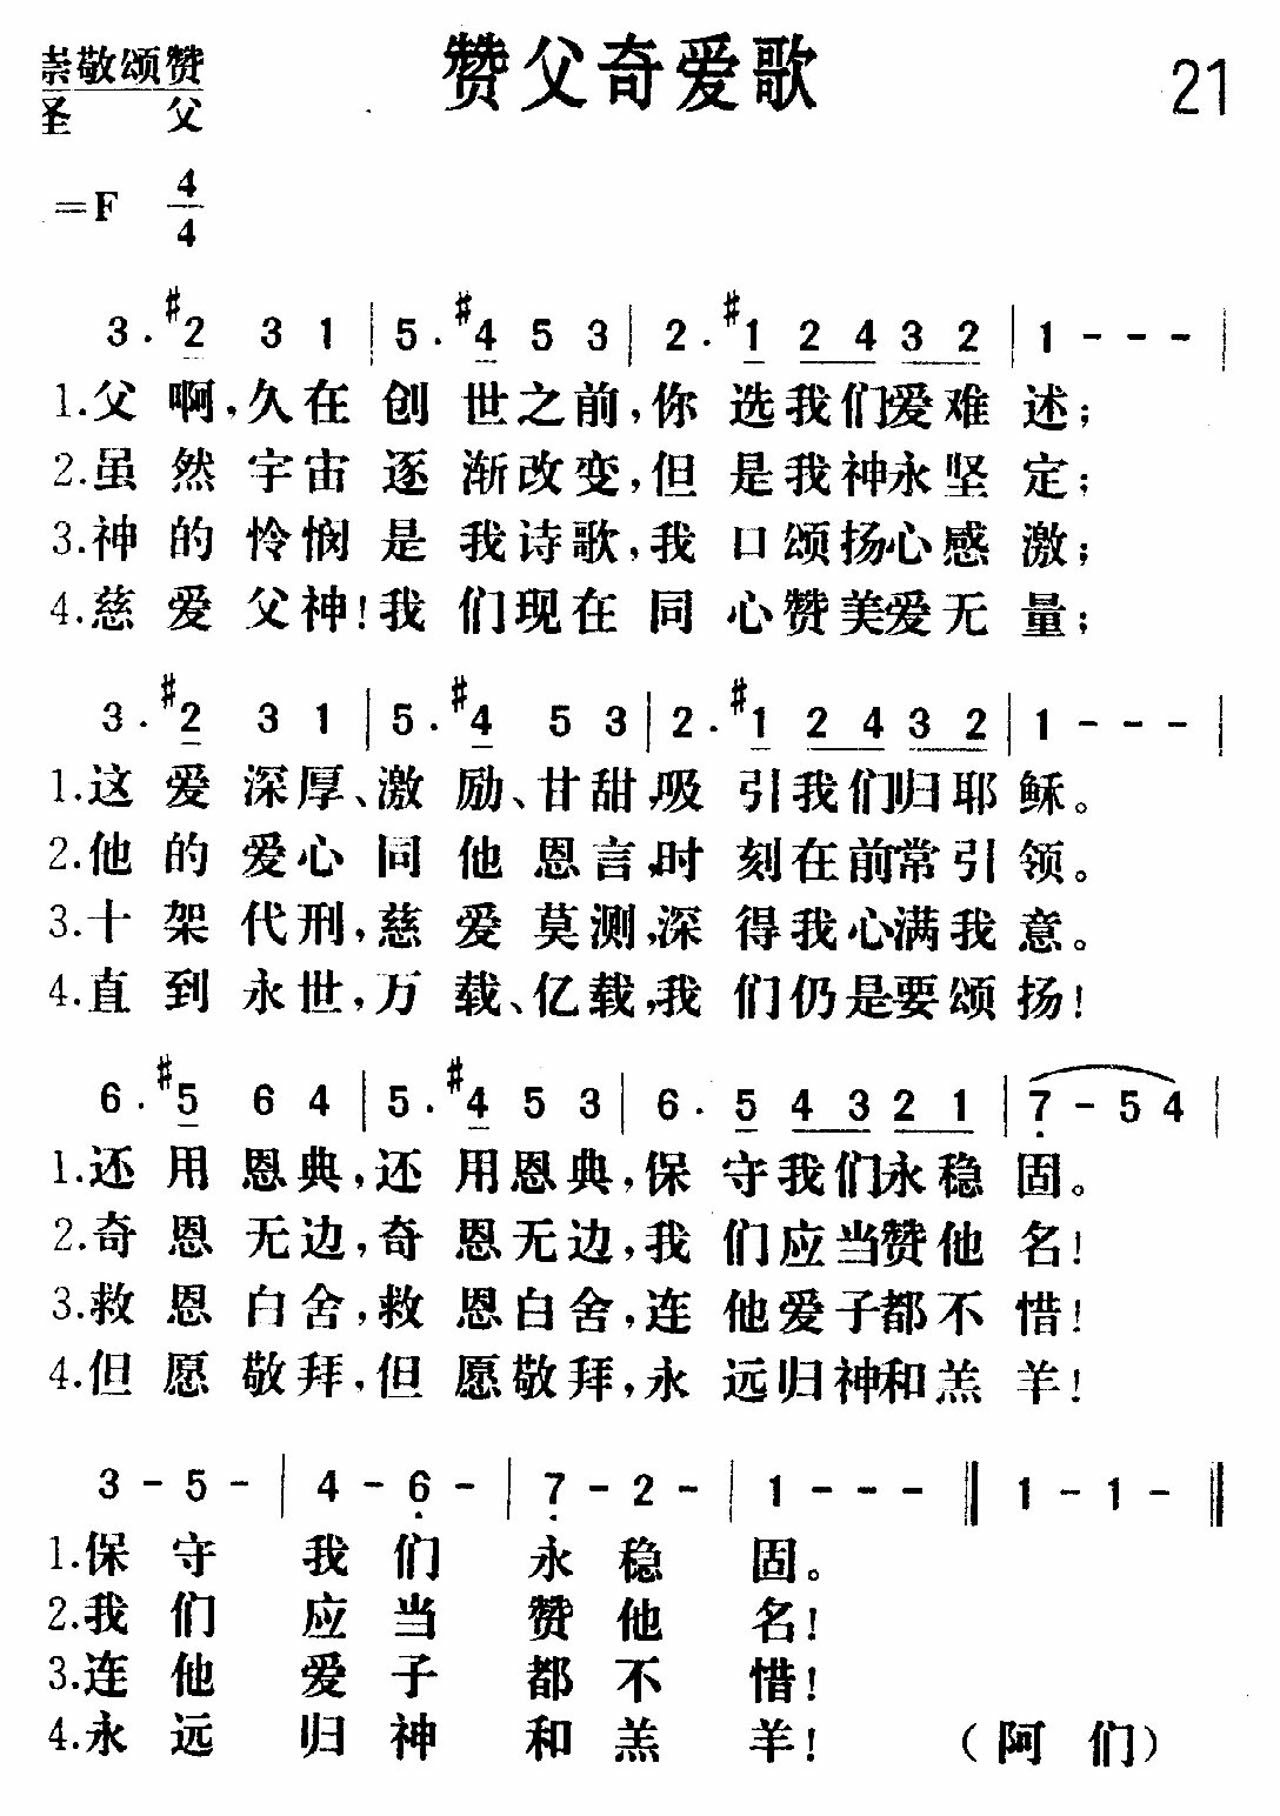 崇敬颂赞
圣父
赞父奇爱歌
21
=F 4/4
3. #2 3 1 | 5. #4 5 3 | 2. #1 2 4 3 2 | 1 - - - |
1.父啊,久在创世之前,你选我们爱难述;
2.虽然宇宙逐渐改变,但是我神永坚定;
3.神的怜悯是我诗歌,我口颂扬心感激;
4.慈爱父神!我们现在同心赞美爱无量;
3. #2 3 1 | 5. #4 5 3 | 2. #1 2 4 3 2 | 1 - - - |
1.这爱深厚、激励、甘甜,吸引我们归耶稣。
2.他的爱心同他恩言,时刻在前常引领。
3.十架代刑,慈爱莫测,深得我心满我意。
4.直到永世,万载、亿载,我们仍是要颂扬!
6. #5 6 4 | 5. #4 5 3 | 6. 5 4 3 2 1 | 7 - 5 4 |
1.还用恩典,还用恩典,保守我们永稳固。
2.奇恩无边,奇恩无边,我们应当赞他名!
3.救恩白舍,救恩白舍,连他爱子都不惜!
4.但愿敬拜,但愿敬拜,永远归神和羔羊!
3 - 5 - | 4 - 6 - | 7 - 2 - | 1 - - - ‖ 1 - 1 - ‖
1.保守我们永稳固。
2.我们应当赞他名!
3.连他爱子都不惜!
4.永远归神和羔羊! (阿们)